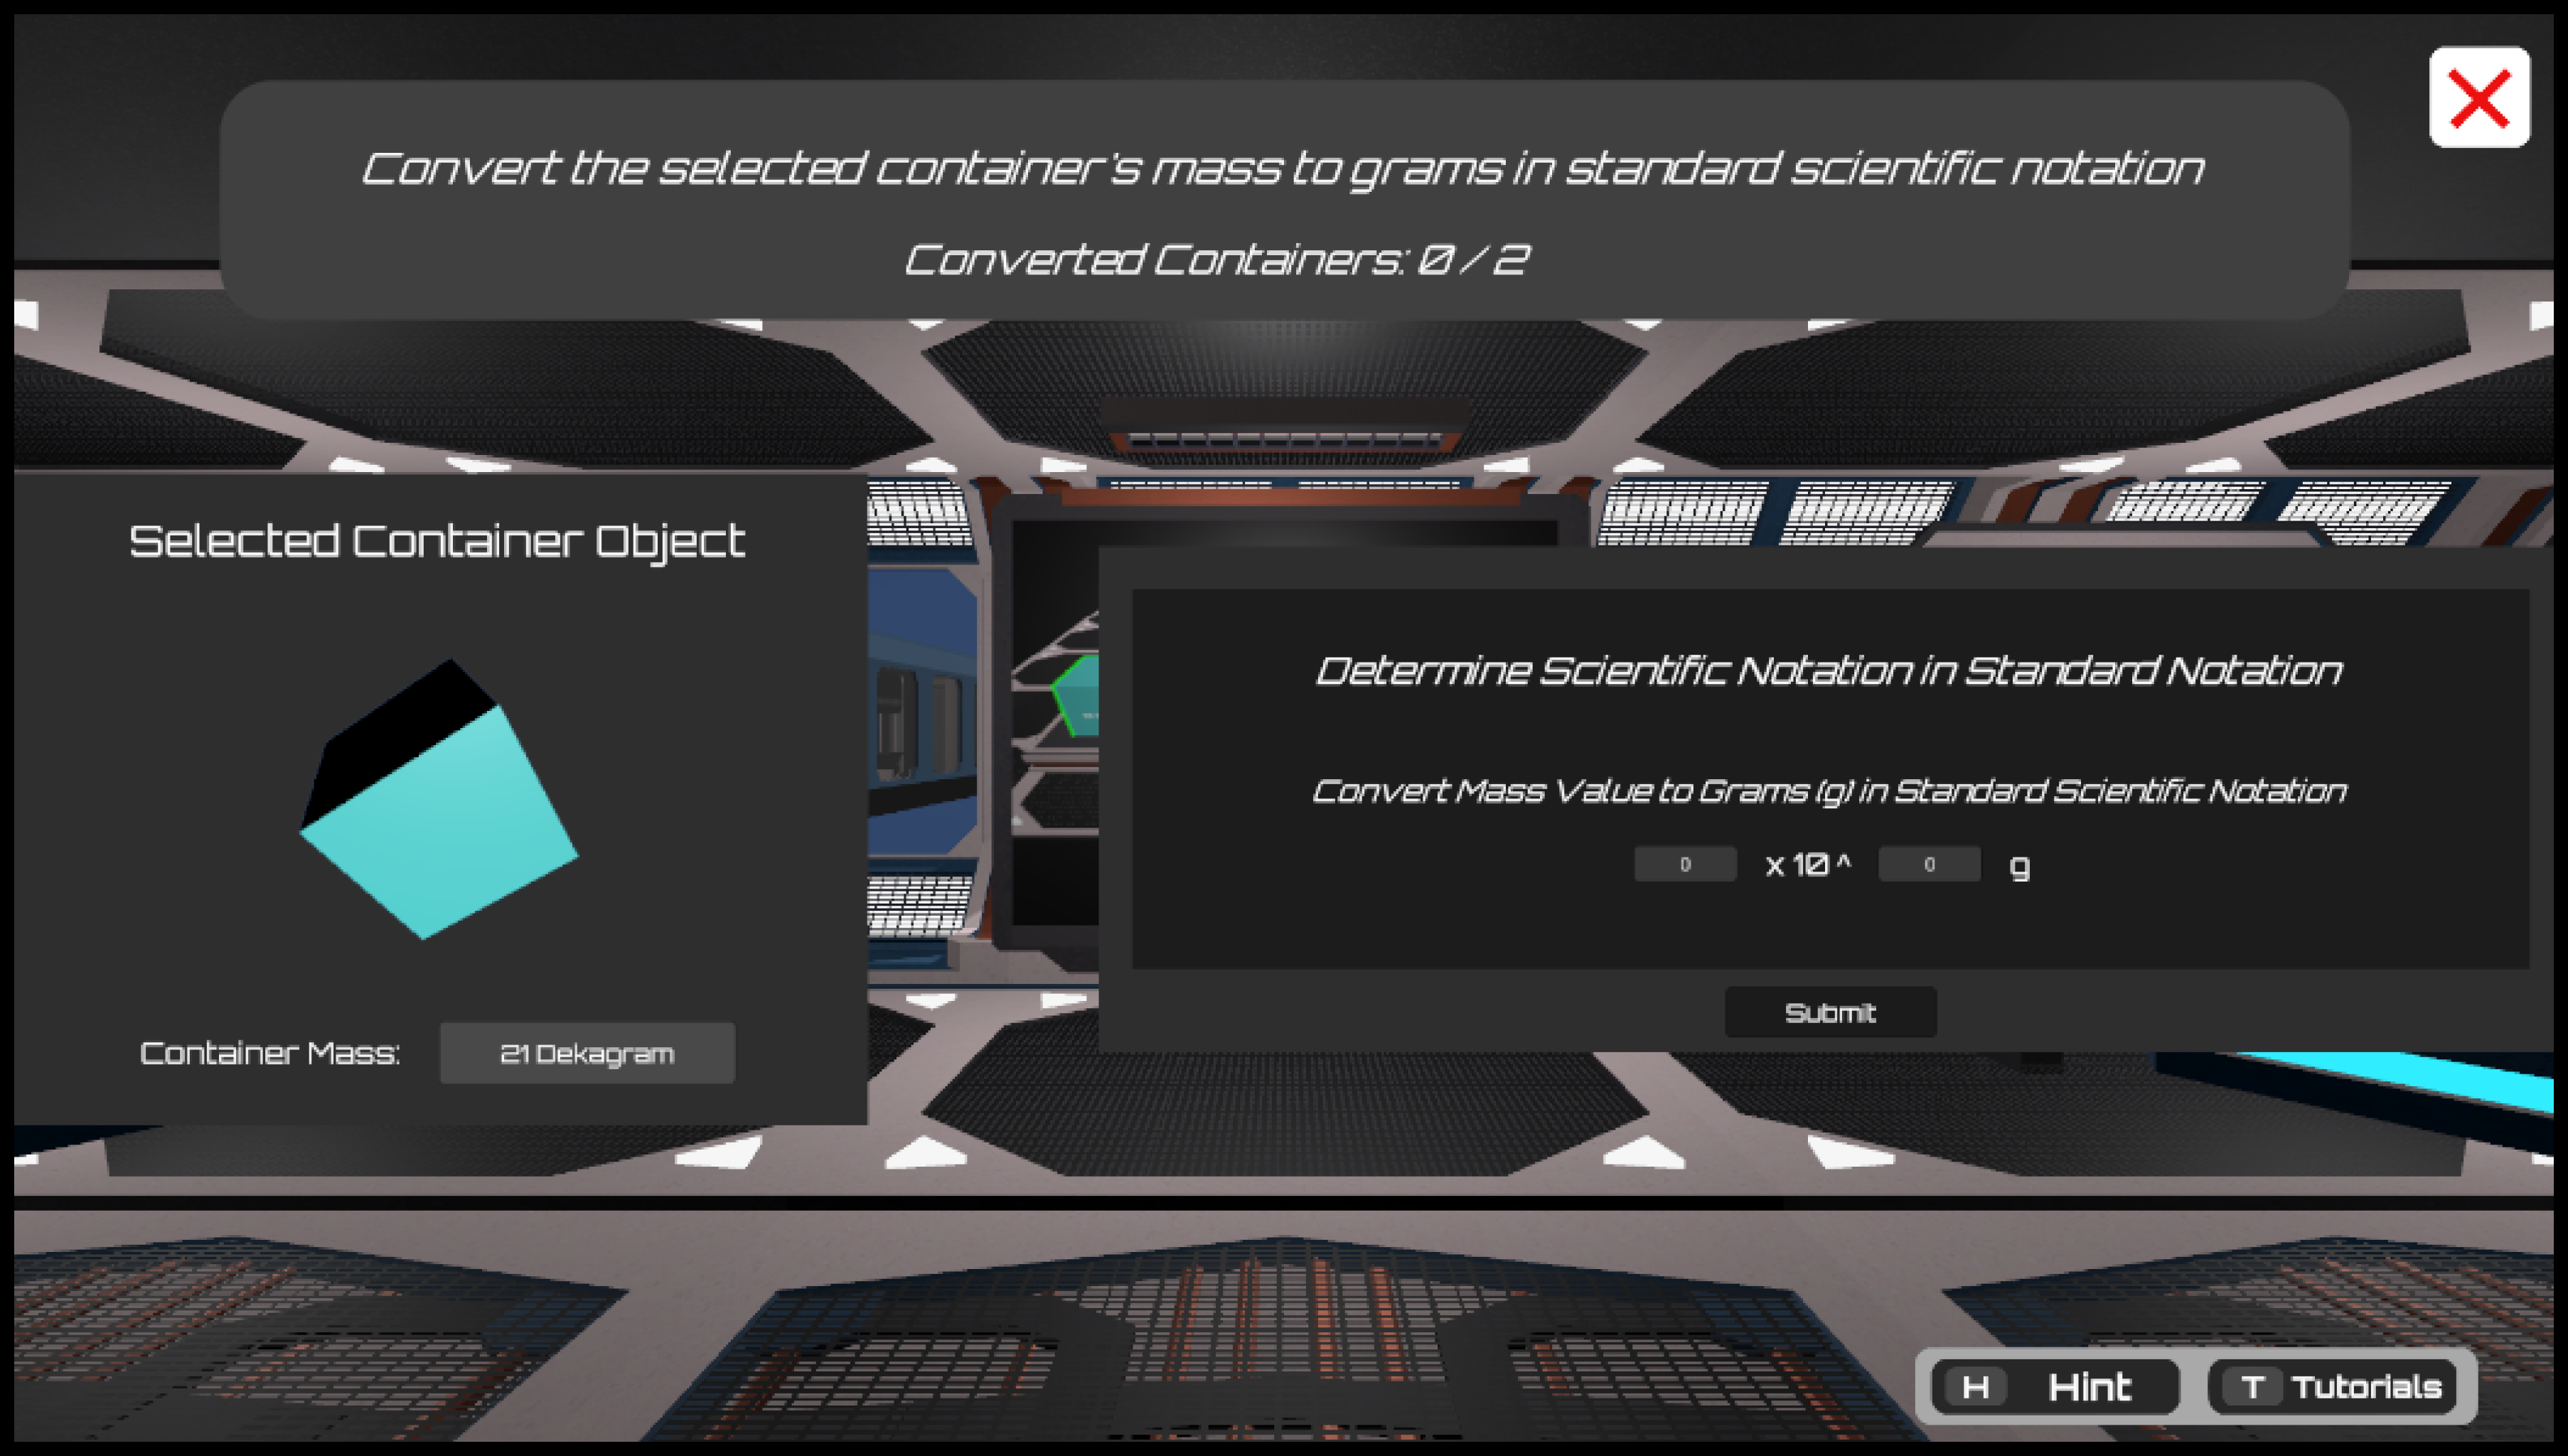 Convert the selected container's mass to grams in standard scientific notation
Converted Containers: 0 / 2
Selected Container Object
Determine Scientific Notation in Standard Notation
Convert Mass Value to Grams (g) in Standard Scientific Notation
0 x 10 ^ 0 g
Submit
Container Mass: 21 Dekagram
H Hint T Tutorials